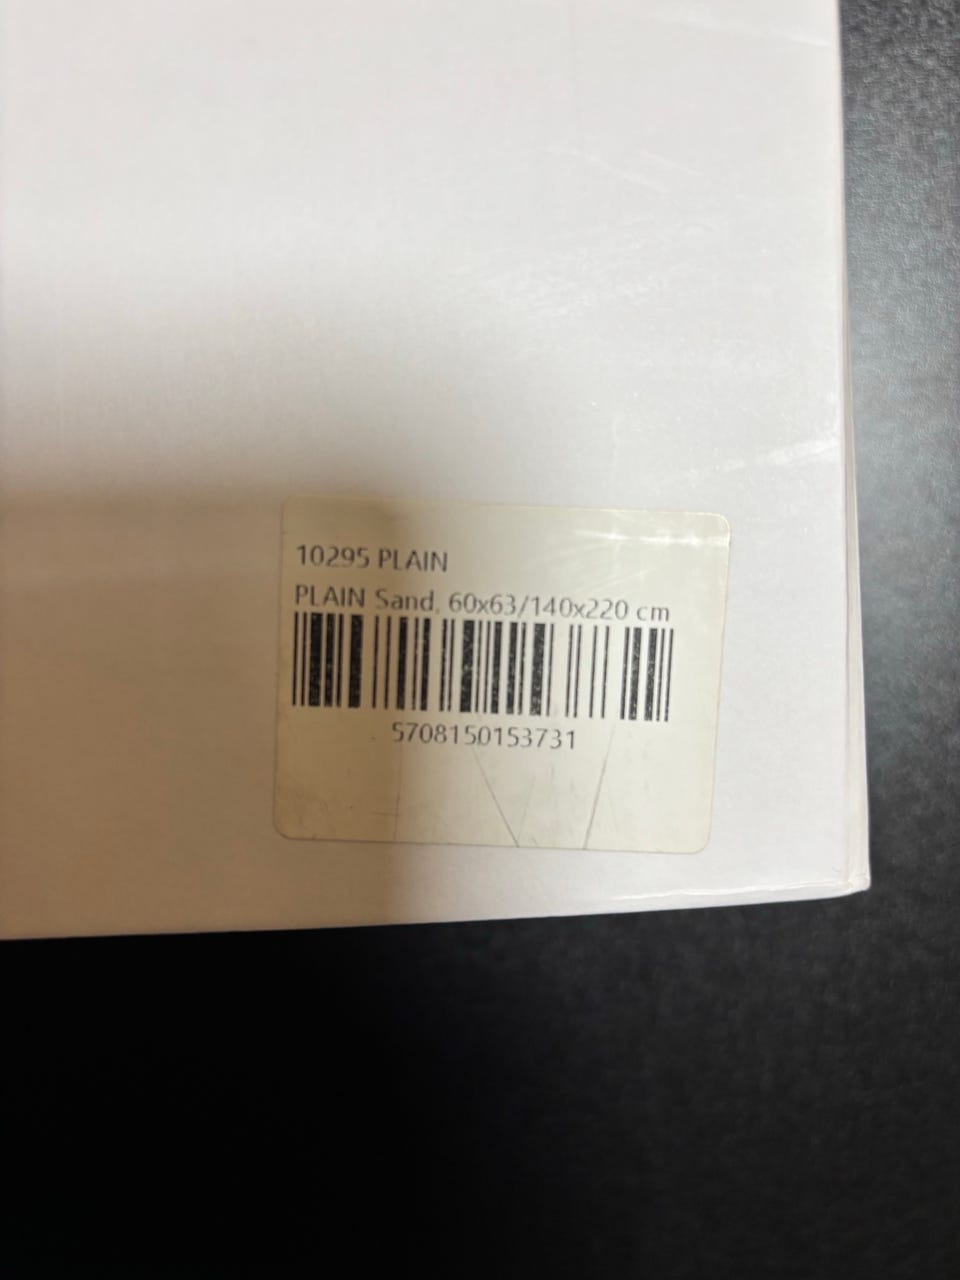 10295 PLAIN
PLAIN Sand, 60x63/140x220 cm
5708150153731